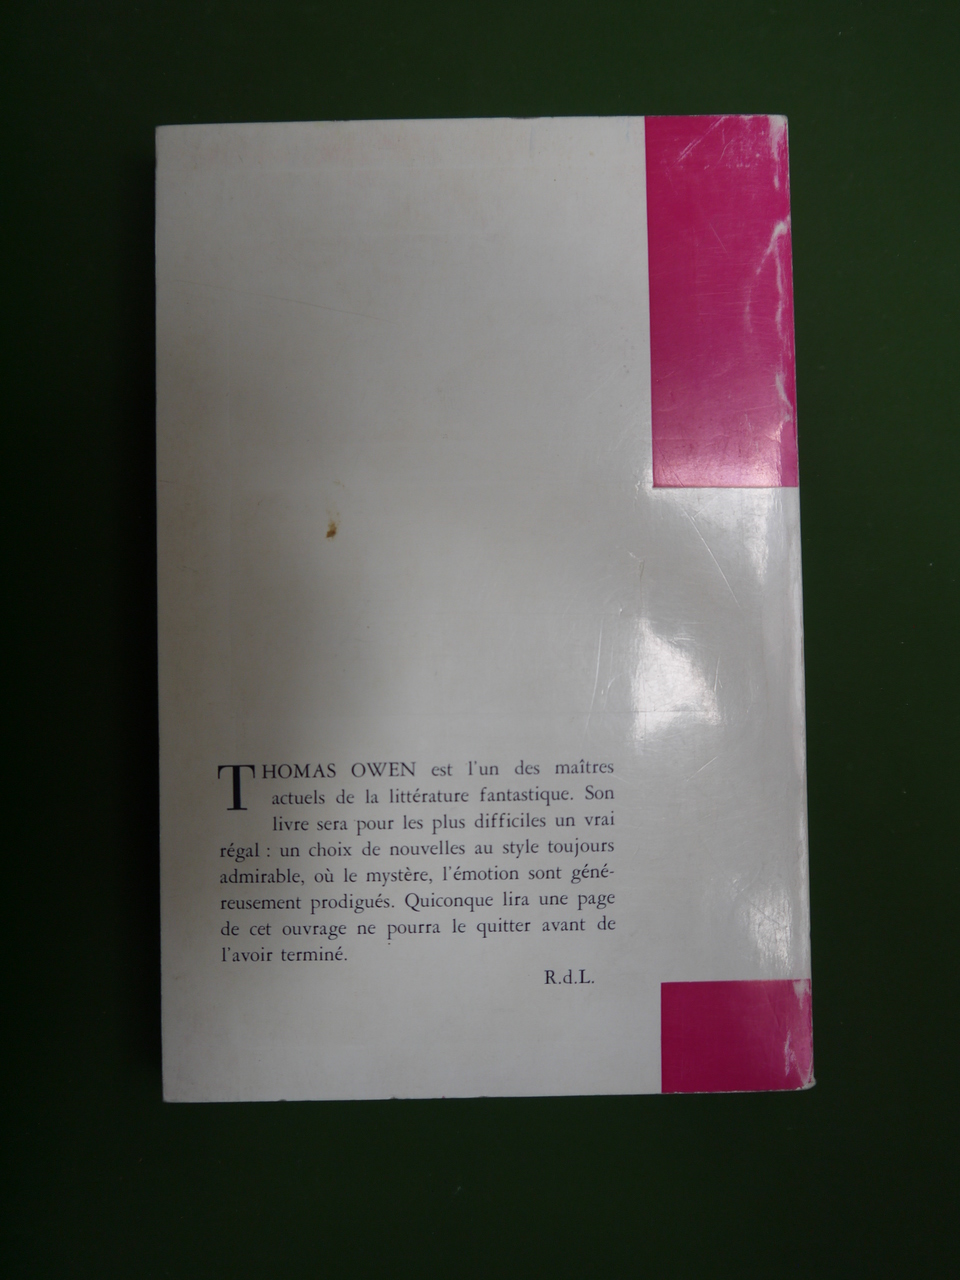 THOMAS OWEN est l'un des maîtres
actuels de la littérature fantastique. Son
livre sera pour les plus difficiles un vrai
régal : un choix de nouvelles au style toujours
admirable, où le mystère, l'émotion sont géné-
reusement prodigués. Quiconque lira une page
de cet ouvrage ne pourra le quitter avant de
l'avoir terminé.
R.d.L.